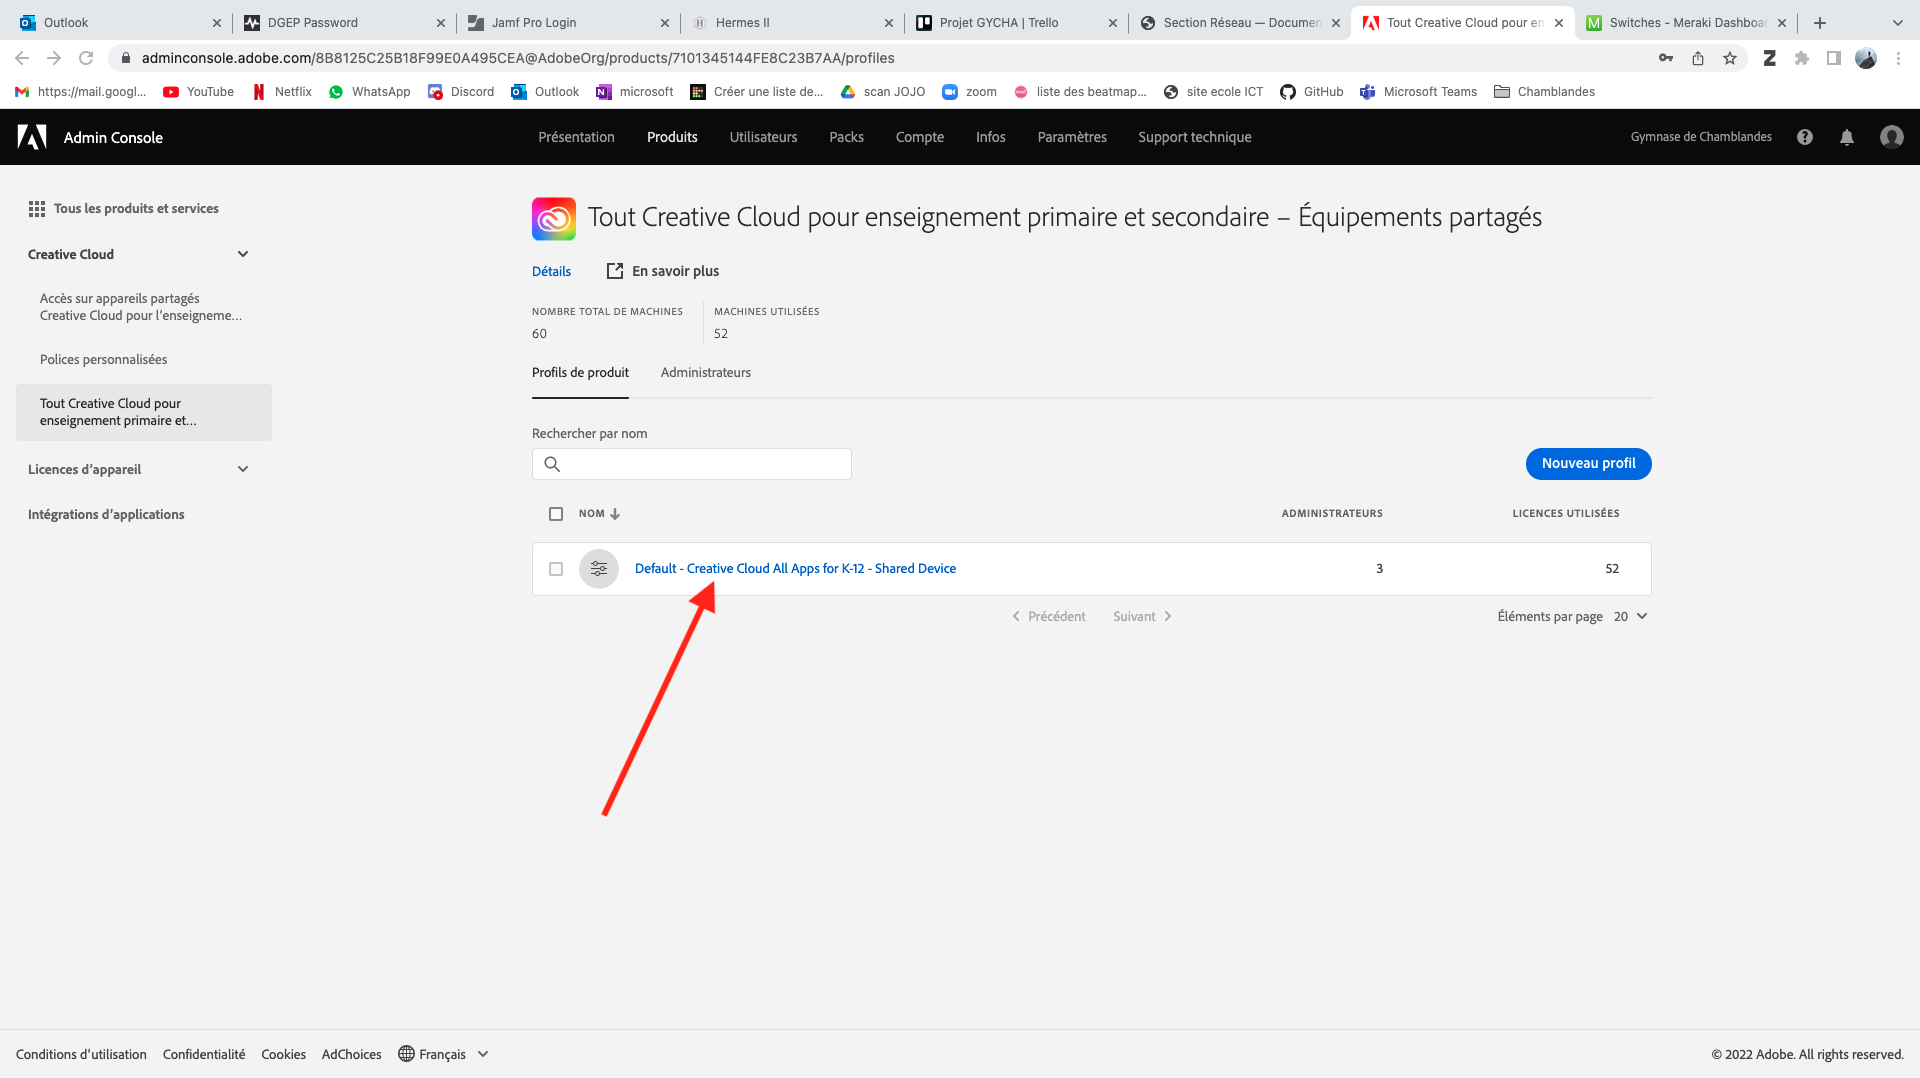 Outlook
DGEP Password
Jamf Pro Login
Hermes II
Projet GYCHA | Trello
Section Réseau — Documen
Tout Creative Cloud pour en
Switches - Meraki Dashboar
adminconsole.adobe.com/8B8125C25B18F99E0A495CEA@AdobeOrg/products/7101345144FE8C23B7AA/profiles
https://mail.googl...
YouTube
Netflix
WhatsApp
Discord
Outlook
microsoft
Créer une liste de...
scan JOJO
zoom
liste des beatmap...
site ecole ICT
GitHub
Microsoft Teams
Chamblandes
Admin Console
Présentation
Produits
Utilisateurs
Packs
Compte
Infos
Paramètres
Support technique
Gymnase de Chamblandes
Tous les produits et services
Creative Cloud
Accès sur appareils partagés
Creative Cloud pour l’enseigneme…
Polices personnalisées
Tout Creative Cloud pour
enseignement primaire et…
Licences d’appareil
Intégrations d’applications
Tout Creative Cloud pour enseignement primaire et secondaire – Équipements partagés
Détails
En savoir plus
NOMBRE TOTAL DE MACHINES
60
MACHINES UTILISÉES
52
Profils de produit
Administrateurs
Rechercher par nom
Nouveau profil
NOM
ADMINISTRATEURS
LICENCES UTILISÉES
Default - Creative Cloud All Apps for K-12 - Shared Device
3
52
Précédent
Suivant
Éléments par page 20
Conditions d’utilisation
Confidentialité
Cookies
AdChoices
Français
© 2022 Adobe. All rights reserved.